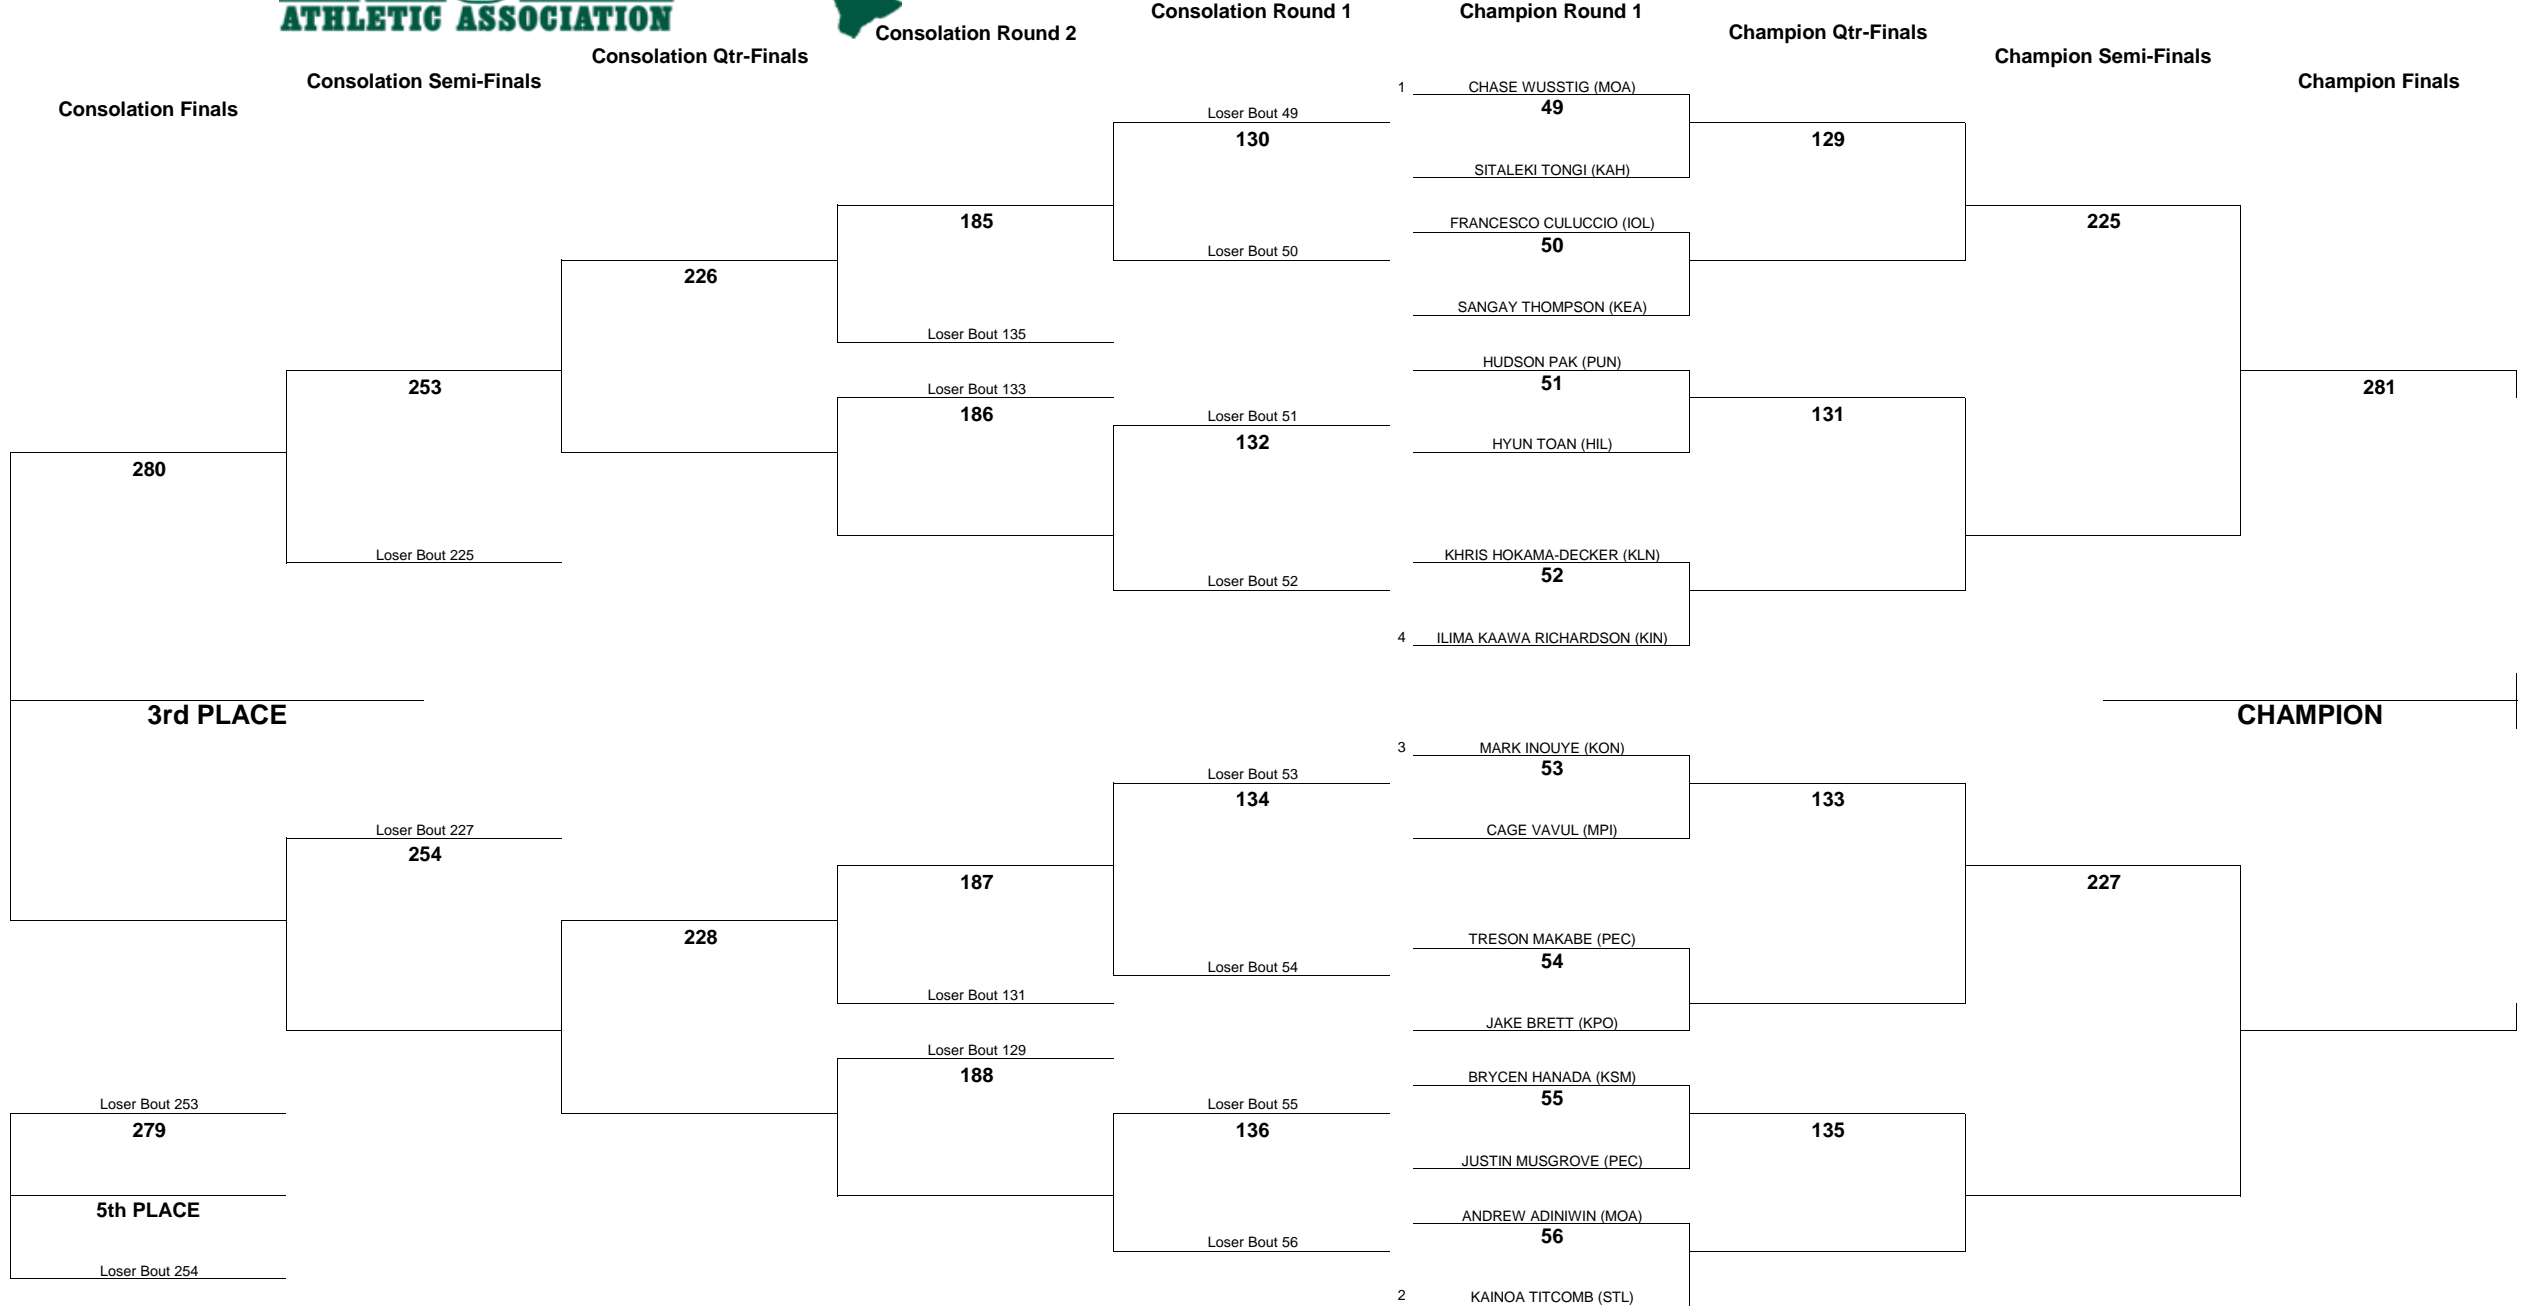 ATHLETIC ASSOCIATION
Consolation Round 1
Champion Round 1
Consolation Round 2
Champion Qtr-Finals
Consolation Qtr-Finals
Champion Semi-Finals
Consolation Semi-Finals
Champion Finals
Consolation Finals
1 CHASE WUSSTIG (MOA)
49
Loser Bout 49
130
129
SITALEKI TONGI (KAH)
185
225
FRANCESCO CULUCCIO (IOL)
50
Loser Bout 50
226
SANGAY THOMPSON (KEA)
Loser Bout 135
HUDSON PAK (PUN)
51
253
Loser Bout 133
281
186
Loser Bout 51
131
132
HYUN TOAN (HIL)
280
Loser Bout 225
KHRIS HOKAMA-DECKER (KLN)
52
Loser Bout 52
4 ILIMA KAAWA RICHARDSON (KIN)
3rd PLACE
CHAMPION
3 MARK INOUYE (KON)
53
Loser Bout 53
134
133
Loser Bout 227
CAGE VAVUL (MPI)
254
187
227
228
TRESON MAKABE (PEC)
54
Loser Bout 54
Loser Bout 131
JAKE BRETT (KPO)
Loser Bout 129
188
BRYCEN HANADA (KSM)
55
Loser Bout 253
Loser Bout 55
279
136
135
JUSTIN MUSGROVE (PEC)
5th PLACE
ANDREW ADINIWIN (MOA)
56
Loser Bout 56
Loser Bout 254
2 KAINOA TITCOMB (STL)